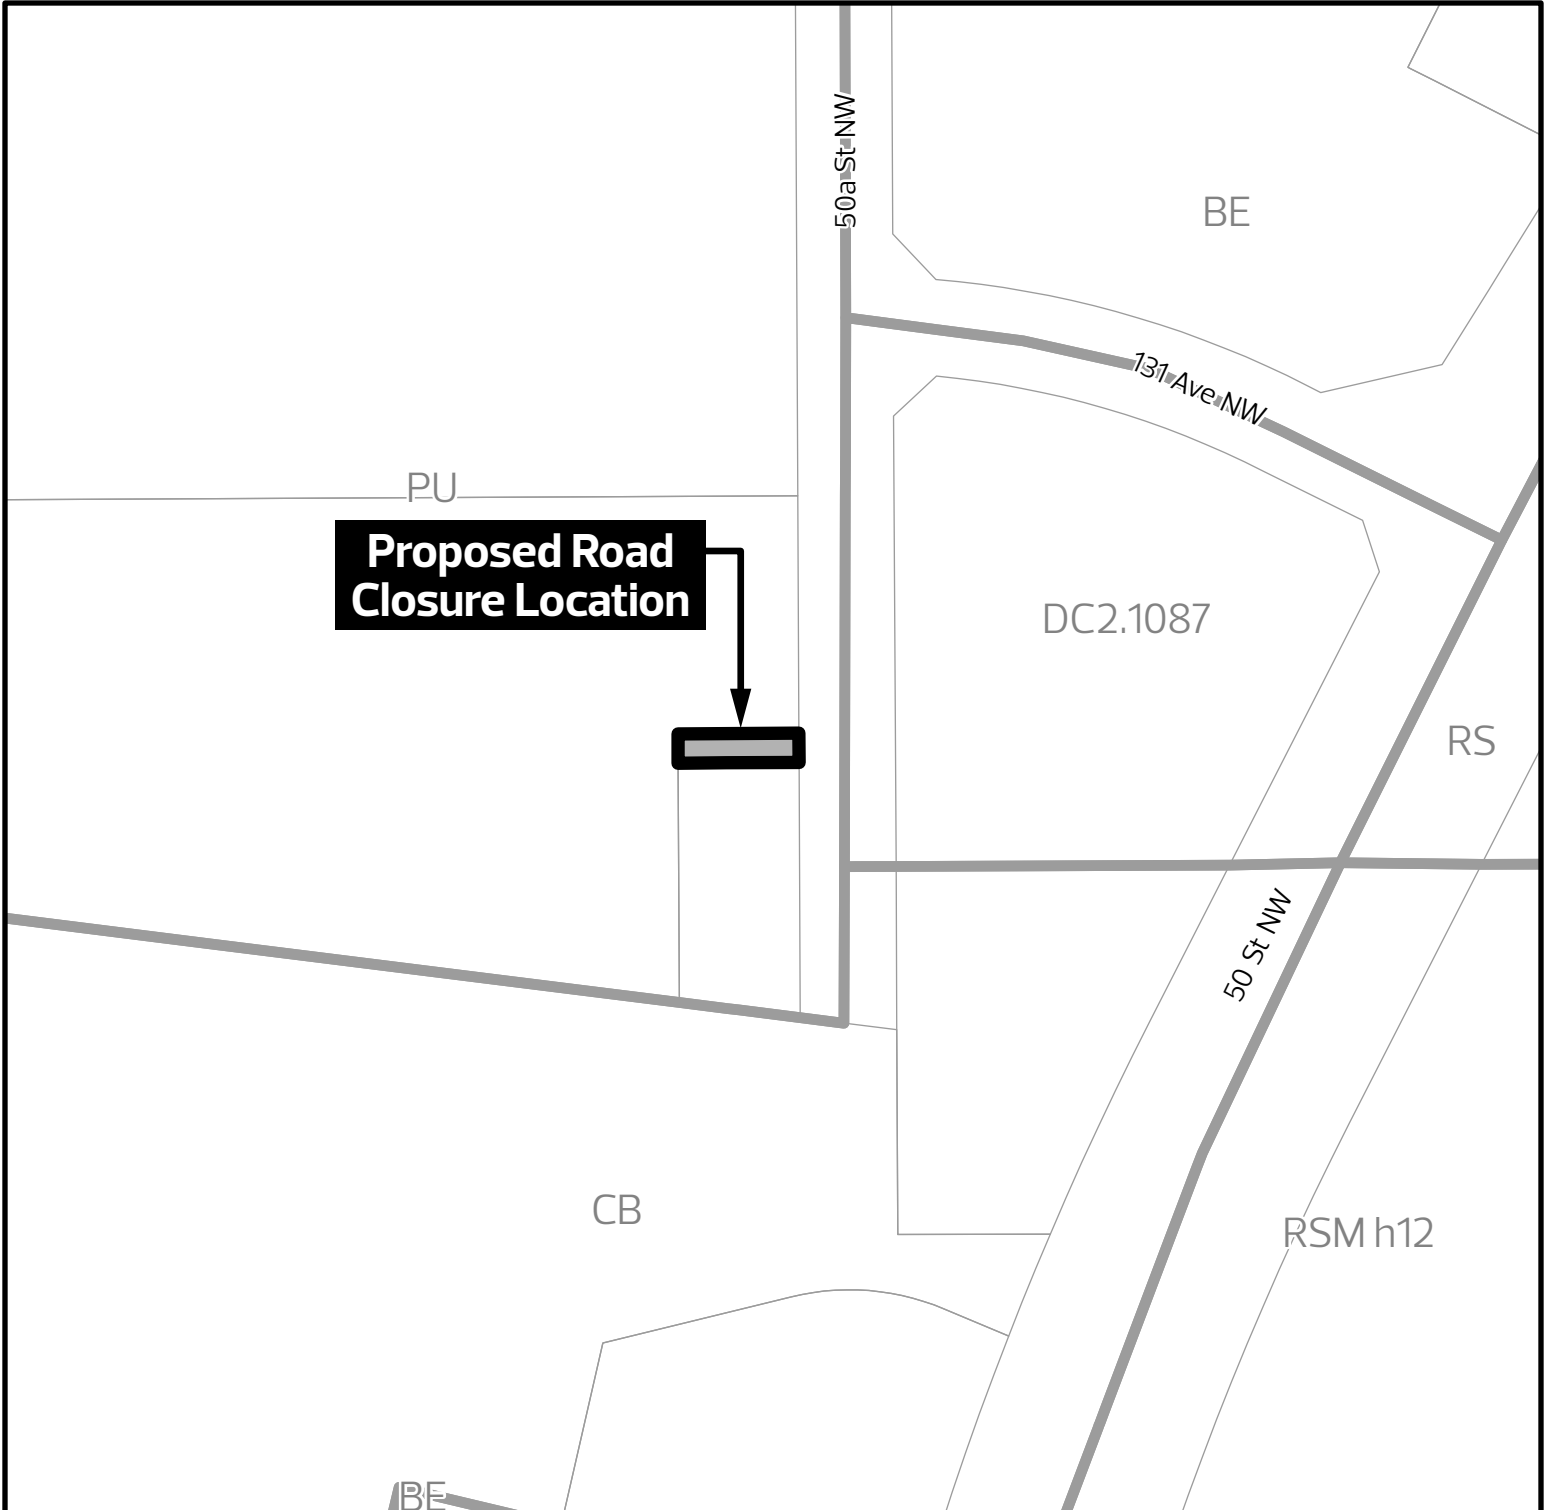 50a St NW
BE
131 Ave NW
PU
Proposed Road
Closure Location
DC2.1087
RS
50 St NW
CB
RSM h12
BE